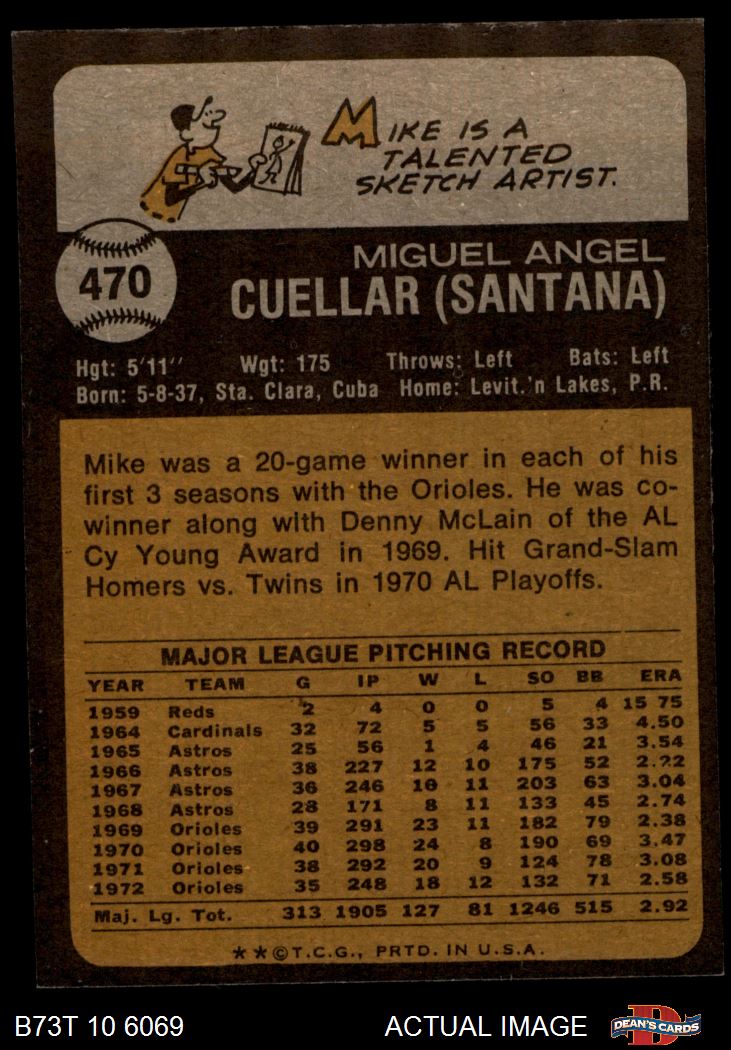 MIKE IS A
TALENTED
SKETCH ARTIST.
470
MIGUEL ANGEL
CUELLAR (SANTANA)
Hgt: 5'11" Wgt: 175 Throws: Left Bats: Left
Born: 5-8-37, Sta. Clara, Cuba Home: Levit.'n Lakes, P.R.
Mike was a 20-game winner in each of his
first 3 seasons with the Orioles. He was co-
winner along with Denny McLain of the AL
Cy Young Award in 1969. Hit Grand-Slam
Homers vs. Twins in 1970 AL Playoffs.
MAJOR LEAGUE PITCHING RECORD
YEAR TEAM G IP W L SO BB ERA
1959 Reds 2 4 0 0 5 4 15 75
1964 Cardinals 32 72 5 5 56 33 4.50
1965 Astros 25 56 1 4 46 21 3.54
1966 Astros 38 227 12 10 175 52 2.22
1967 Astros 36 246 16 11 203 63 3.04
1968 Astros 28 171 8 11 133 45 2.74
1969 Orioles 39 291 23 11 182 79 2.38
1970 Orioles 40 298 24 8 190 69 3.47
1971 Orioles 38 292 20 9 124 78 3.08
1972 Orioles 35 248 18 12 132 71 2.58
Maj. Lg. Tot. 313 1905 127 81 1246 515 2.92
**©T.C.G., PRTD. IN U.S.A.
B73T 10 6069 ACTUAL IMAGE DEAN'S CARDS